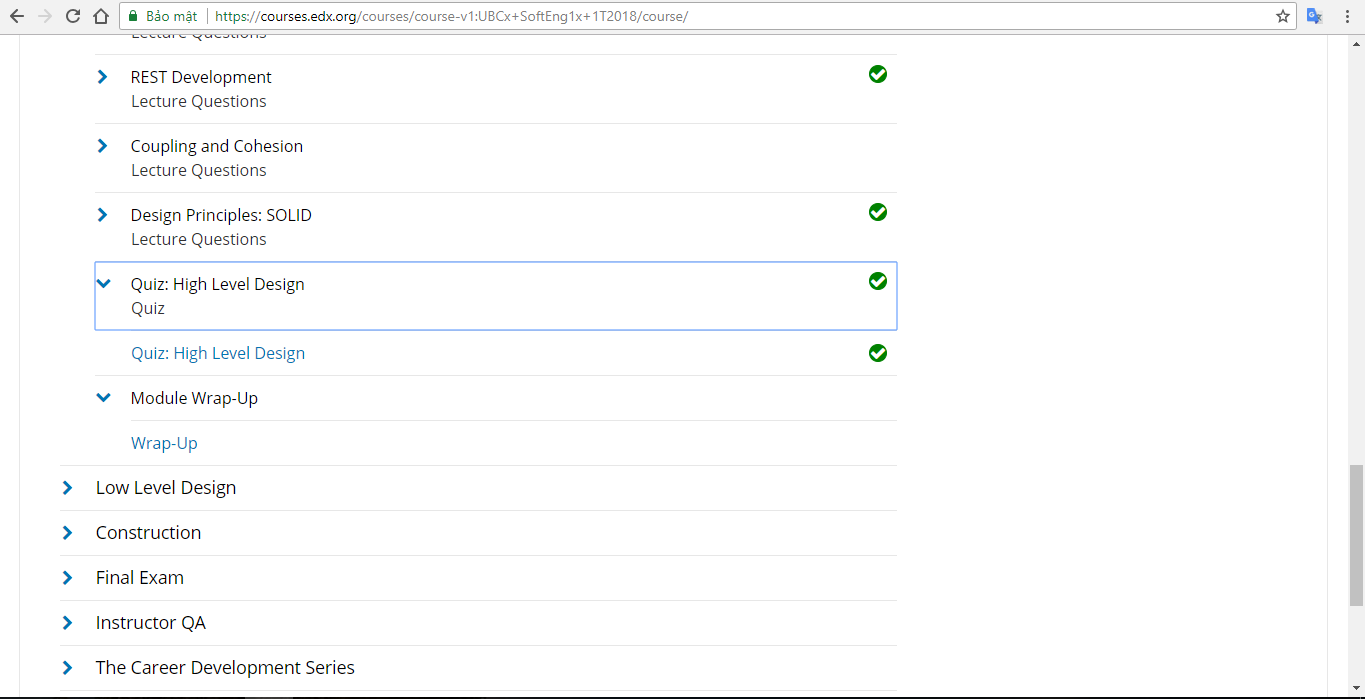 Bảo mật https://courses.edx.org/courses/course-v1:UBCx+SoftEng1x+1T2018/course/
Lecture Questions
REST Development
Lecture Questions
Coupling and Cohesion
Lecture Questions
Design Principles: SOLID
Lecture Questions
Quiz: High Level Design
Quiz
Quiz: High Level Design
Module Wrap-Up
Wrap-Up
Low Level Design
Construction
Final Exam
Instructor QA
The Career Development Series